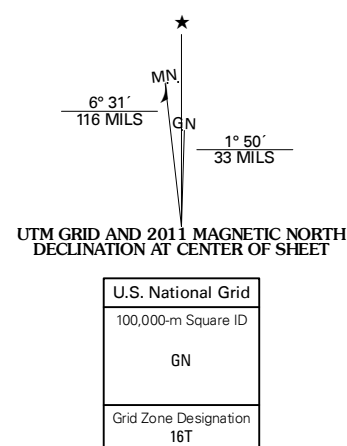 ★
MN.
6° 31´
116 MILS
GN
1° 50´
33 MILS
UTM GRID AND 2011 MAGNETIC NORTH
DECLINATION AT CENTER OF SHEET
U.S. National Grid
100,000-m Square ID
GN
Grid Zone Designation
16T